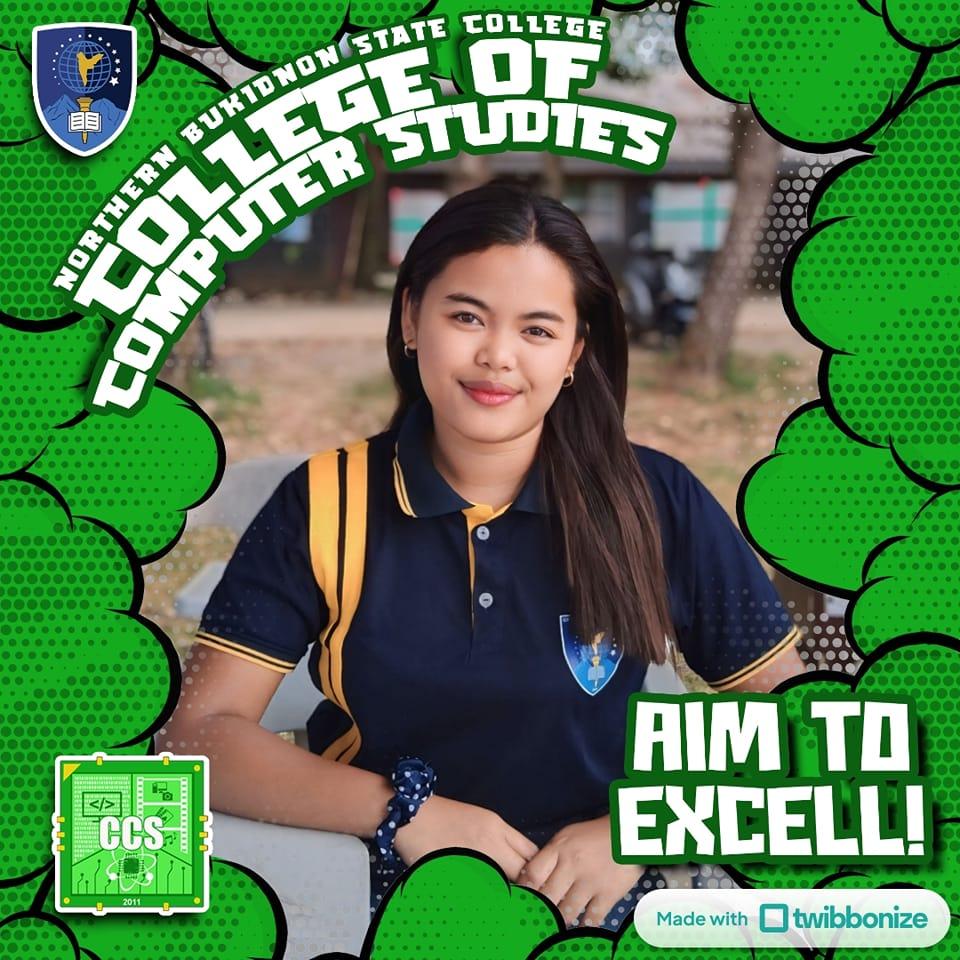 NORTHERN BUKIDNON STATE COLLEGE
COLLEGE OF
COMPUTER STUDIES
</>
CCS
2011
AIM TO
EXCELL!
Made with twibbonize